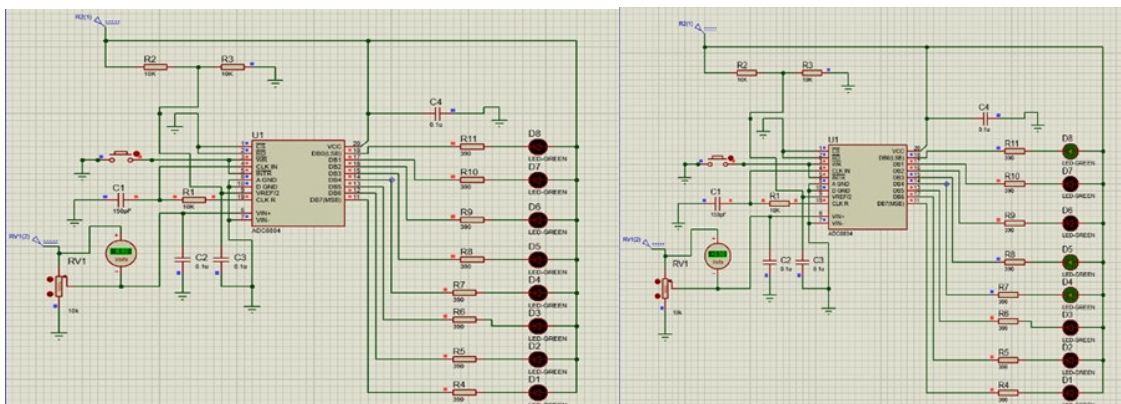 R2(1)
R2
10K
R3
10K
C4
0.1u
U1
CS
RD
WR
CLK IN
INTR
A GND
D GND
VREF/2
CLK R
VIN+
VIN-
VCC
DB0(LSB)
DB1
DB2
DB3
DB4
DB5
DB6
DB7(MSB)
20
18
17
16
15
14
13
12
11
ADC0804
C1
150pF
R1
10K
RV1(2)
RV1
10k
Volts
C2
0.1u
C3
0.1u
R11
390
D8
LED-GREEN
R10
390
D7
LED-GREEN
R9
390
D6
LED-GREEN
R8
390
D5
LED-GREEN
R7
390
D4
LED-GREEN
R6
390
D3
LED-GREEN
R5
390
D2
LED-GREEN
R4
390
D1
LED-GREEN
R2(1)
R2
10K
R3
10K
C4
0.1u
U1
CS
RD
WR
CLK IN
INTR
A GND
D GND
VREF/2
CLK R
VIN+
VIN-
VCC
DB0(LSB)
DB1
DB2
DB3
DB4
DB5
DB6
DB7(MSB)
ADC0804
C1
150pF
R1
10K
RV1(2)
RV1
10k
Volts
C2
0.1u
C3
0.1u
R11
390
D8
LED-GREEN
R10
390
D7
LED-GREEN
R9
390
D6
LED-GREEN
R8
390
D5
LED-GREEN
R7
390
D4
LED-GREEN
R6
390
D3
LED-GREEN
R5
390
D2
LED-GREEN
R4
390
D1
LED-GREEN